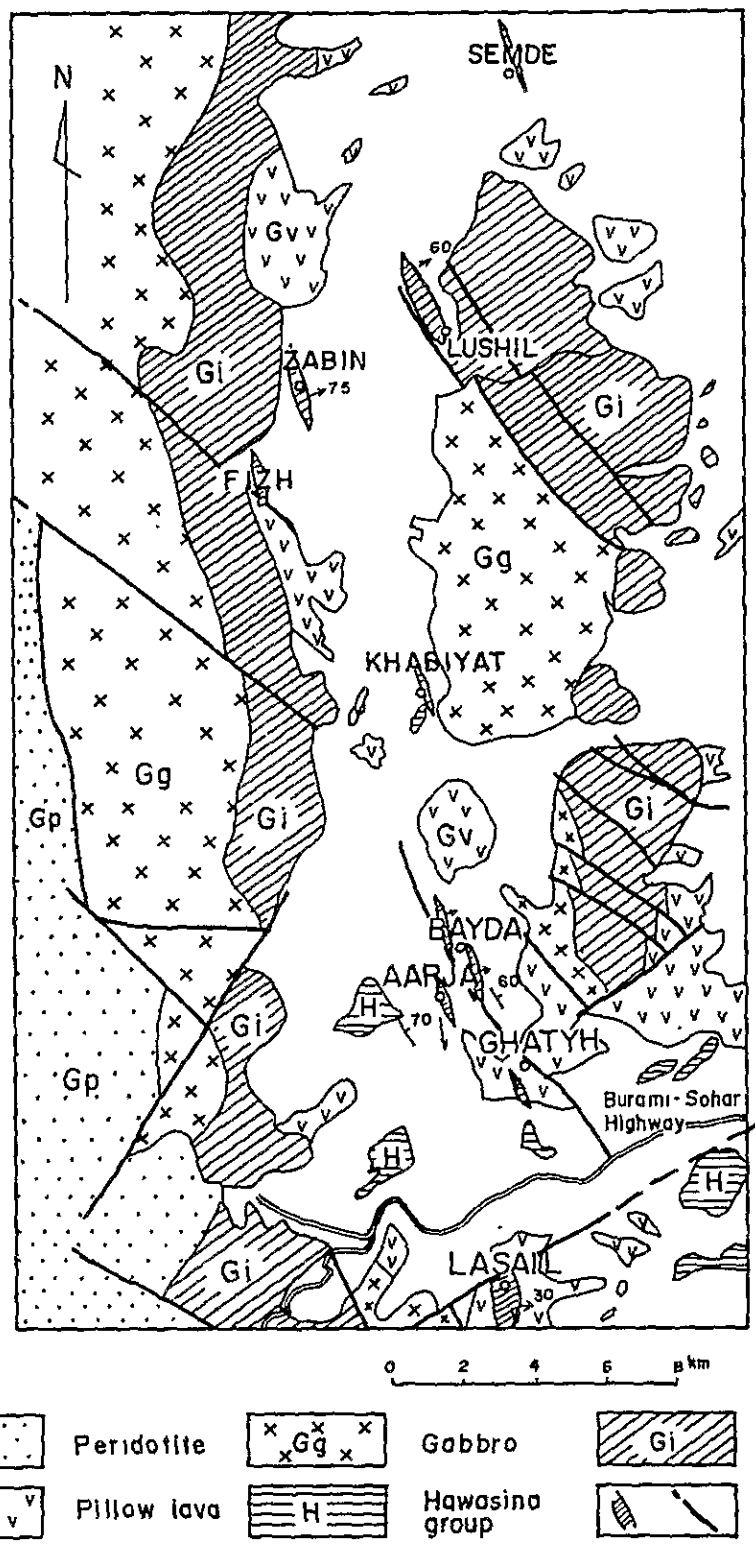 SEMDE
N
Gv
60
LUSHIL
ZABIN
Gi
75
Gi
FIZH
Gg
KHABIYAT
Gg
Gi
Gi
Gp
Gv
BAYDA
AARJA
60
H
Gi
70
GHATYH
Gp
Burami-Sohar
Highway
H
H
LASAIL
Gi
30
0 2 4 6 8 km
Peridotite Gg Gabbro Gi
Pillow lava H Hawasina
group